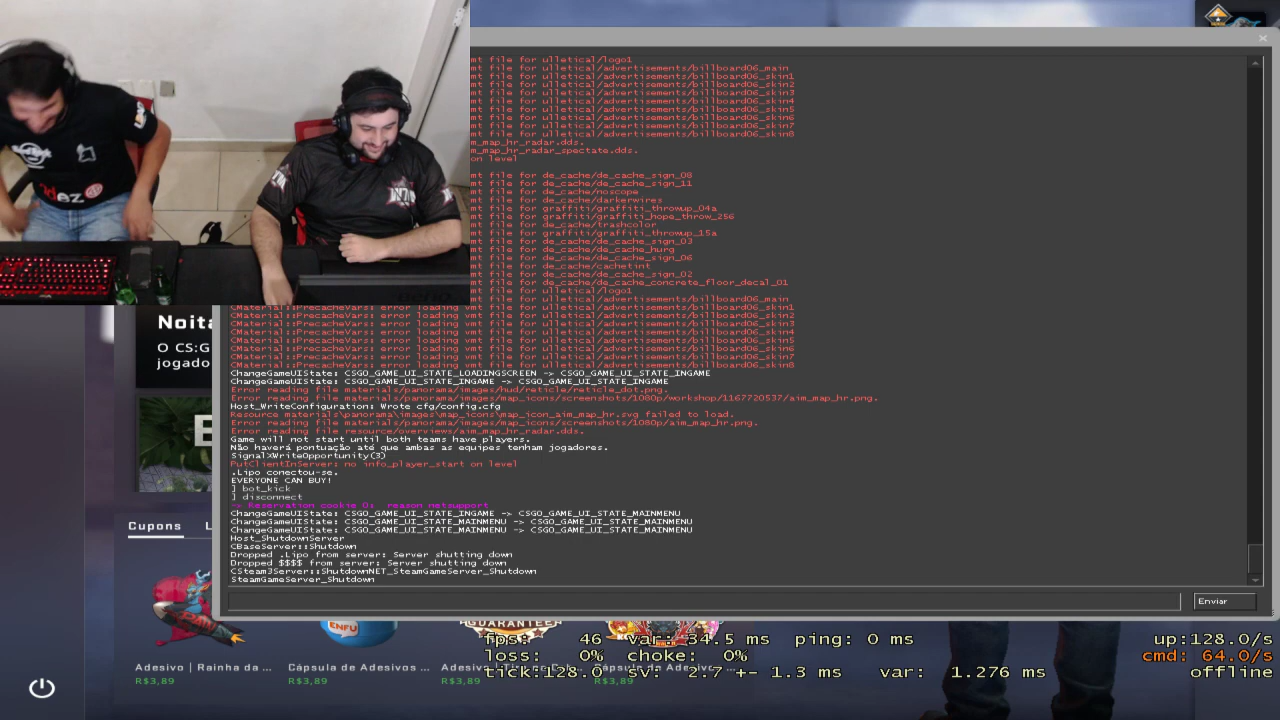 mt file for ulletical/logo1
mt file for ulletical/advertisements/billboard06_main
mt file for ulletical/advertisements/billboard06_skin1
mt file for ulletical/advertisements/billboard06_skin2
mt file for ulletical/advertisements/billboard06_skin3
mt file for ulletical/advertisements/billboard06_skin4
mt file for ulletical/advertisements/billboard06_skin5
mt file for ulletical/advertisements/billboard06_skin6
mt file for ulletical/advertisements/billboard06_skin7
mt file for ulletical/advertisements/billboard06_skin8
m_map_hr_radar.dds.
m_map_hr_radar_spectate.dds.
on level
mt file for de_cache/de_cache_sign_08
mt file for de_cache/de_cache_sign_11
mt file for de_cache/noscope
mt file for de_cache/darkerwires
mt file for graffiti/graffiti_throwup_04a
mt file for graffiti/graffiti_hope_throw_256
mt file for de_cache/trashcolor
mt file for graffiti/graffiti_throwup_15a
mt file for de_cache/de_cache_sign_03
mt file for de_cache/de_cache_hurg
mt file for de_cache/de_cache_sign_06
mt file for de_cache/cachetint
mt file for de_cache/de_cache_sign_02
mt file for de_cache/de_cache_concrete_floor_decal_01
mt file for ulletical/logo1
mt file for ulletical/advertisements/billboard06_main
CMaterial::PrecacheVars: error loading vmt file for ulletical/advertisements/billboard06_skin1
CMaterial::PrecacheVars: error loading vmt file for ulletical/advertisements/billboard06_skin2
CMaterial::PrecacheVars: error loading vmt file for ulletical/advertisements/billboard06_skin3
CMaterial::PrecacheVars: error loading vmt file for ulletical/advertisements/billboard06_skin4
CMaterial::PrecacheVars: error loading vmt file for ulletical/advertisements/billboard06_skin5
CMaterial::PrecacheVars: error loading vmt file for ulletical/advertisements/billboard06_skin6
CMaterial::PrecacheVars: error loading vmt file for ulletical/advertisements/billboard06_skin7
CMaterial::PrecacheVars: error loading vmt file for ulletical/advertisements/billboard06_skin8
ChangeGameUIState: CSGO_GAME_UI_STATE_LOADINGSCREEN -> CSGO_GAME_UI_STATE_INGAME
ChangeGameUIState: CSGO_GAME_UI_STATE_INGAME -> CSGO_GAME_UI_STATE_INGAME
Error reading file materials/panorama/images/hud/reticle/reticle_dot.png.
Error reading file materials/panorama/images/map_icons/screenshots/1080p/workshop/1167720537/aim_map_hr.png.
Host_WriteConfiguration: Wrote cfg/config.cfg
Resource materials\panorama\images\map_icons\map_icon_aim_map_hr.svg failed to load.
Error reading file materials/panorama/images/map_icons/screenshots/1080p/aim_map_hr.png.
Error reading file resource/overviews/aim_map_hr_radar.dds.
Game will not start until both teams have players.
Não haverá pontuação até que ambas as equipes tenham jogadores.
SignalXWriteOpportunity(3)
PutClientInServer: no info_player_start on level
.Lipo conectou-se.
EVERYONE CAN BUY!
] bot_kick
] disconnect
-> Reservation cookie 0: reason netsupport
ChangeGameUIState: CSGO_GAME_UI_STATE_INGAME -> CSGO_GAME_UI_STATE_MAINMENU
ChangeGameUIState: CSGO_GAME_UI_STATE_MAINMENU -> CSGO_GAME_UI_STATE_MAINMENU
ChangeGameUIState: CSGO_GAME_UI_STATE_MAINMENU -> CSGO_GAME_UI_STATE_MAINMENU
Host_ShutdownServer
CBaseServer::Shutdown
Dropped .Lipo from server: Server shutting down
Dropped $$$$ from server: Server shutting down
CSteam3Server::ShutdownNET_SteamGameServer_Shutdown
SteamGameServer_Shutdown
Enviar
Noita
O CS:G
jogado
Cupons L
ENFU
GUARANTEE
Adesivo | Rainha da ...
R$3,89
Cápsula de Adesivos ...
R$3,89
R$3,89
Cápsula de Adesivo ...
R$3,89
fps: 46 var: 34.5 ms ping: 0 ms
loss: 0% choke: 0%
tick:128.0 sv: 2.7 +- 1.3 ms var: 1.276 ms
up:128.0/s
cmd: 64.0/s
offline